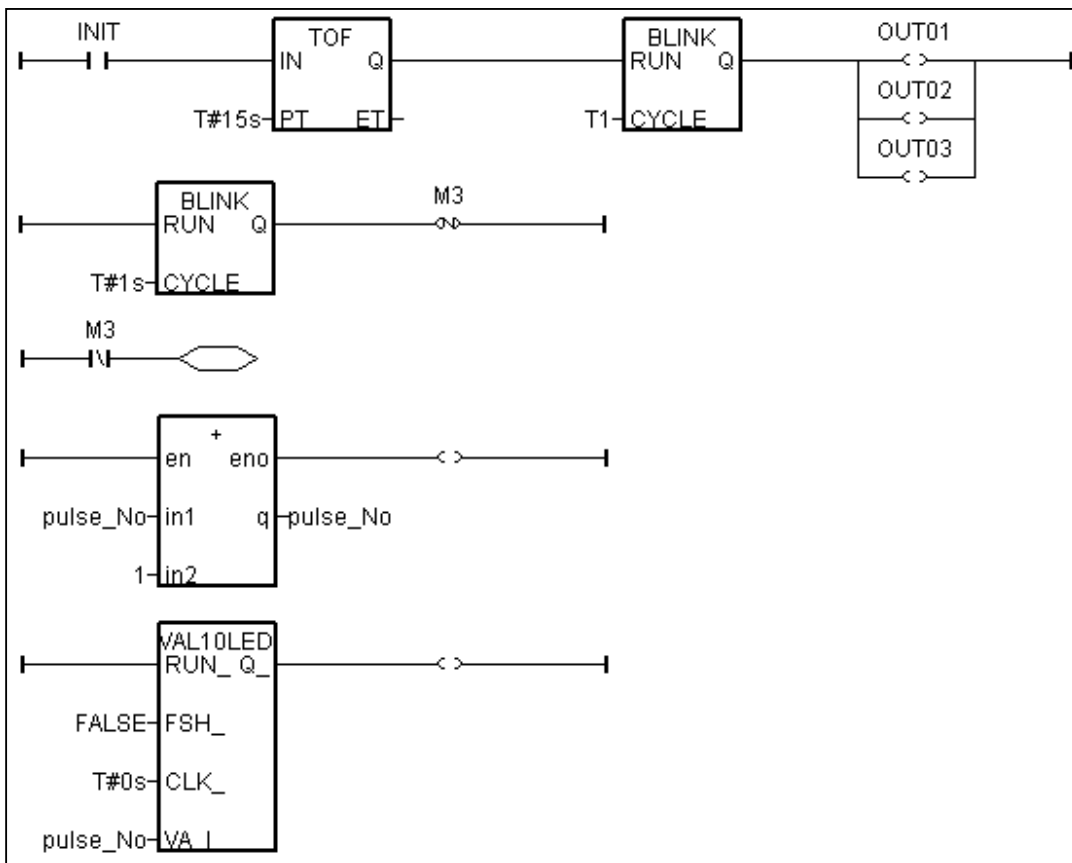 INIT
TOF
BLINK
OUT01
IN Q
RUN Q
OUT02
T#15s PT ET
T1 CYCLE
OUT03
BLINK
M3
RUN Q
T#1s CYCLE
M3
+
en eno
pulse_No in1 q pulse_No
1 in2
VAL10LED
RUN_ Q_
FALSE FSH_
T#0s CLK_
pulse_No VA_I